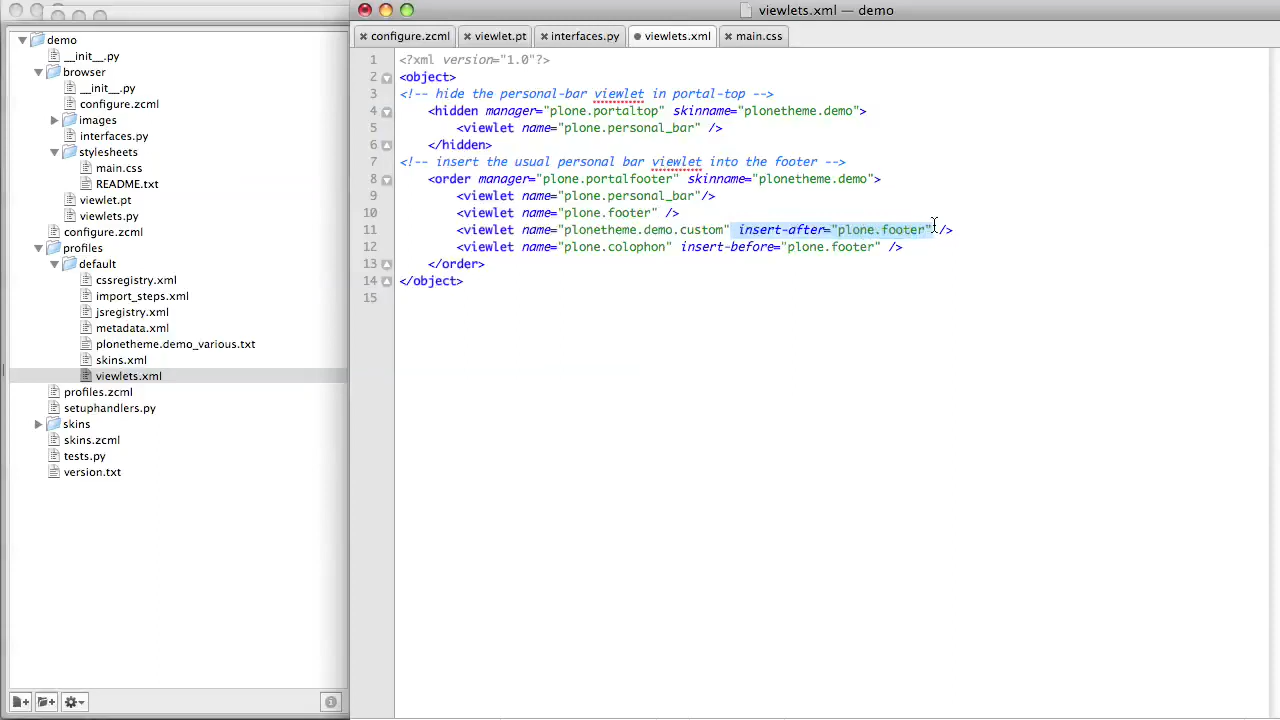 viewlets.xml — demo
configure.zcml
viewlet.pt
interfaces.py
viewlets.xml
main.css
demo
__init__.py
browser
__init__.py
configure.zcml
images
interfaces.py
stylesheets
main.css
README.txt
viewlet.pt
viewlets.py
configure.zcml
profiles
default
cssregistry.xml
import_steps.xml
jsregistry.xml
metadata.xml
plonetheme.demo_various.txt
skins.xml
viewlets.xml
profiles.zcml
setuphandlers.py
skins
skins.zcml
tests.py
version.txt
1 <?xml version="1.0"?>
2 <object>
3 <!-- hide the personal-bar viewlet in portal-top -->
4 <hidden manager="plone.portaltop" skinname="plonetheme.demo">
5 <viewlet name="plone.personal_bar" />
6 </hidden>
7 <!-- insert the usual personal bar viewlet into the footer -->
8 <order manager="plone.portalfooter" skinname="plonetheme.demo">
9 <viewlet name="plone.personal_bar"/>
10 <viewlet name="plone.footer" />
11 <viewlet name="plonetheme.demo.custom" insert-after="plone.footer" />
12 <viewlet name="plone.colophon" insert-before="plone.footer" />
13 </order>
14 </object>
15